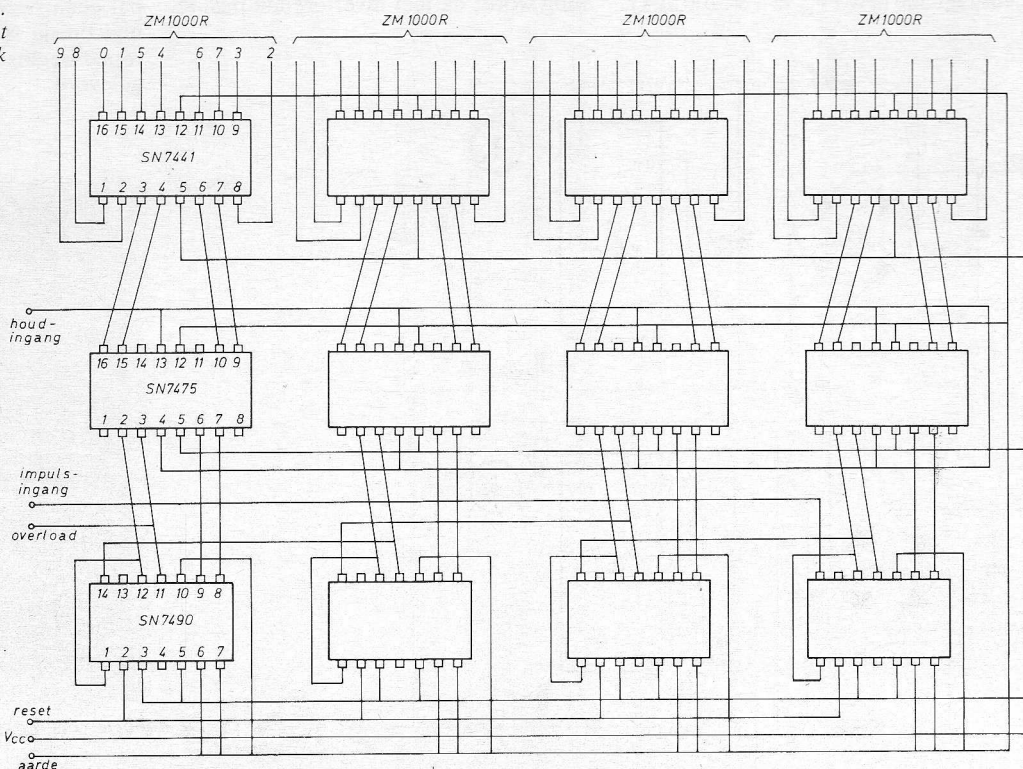 t
k
ZM1000R ZM1000R ZM1000R ZM1000R
9 8 0 1 5 4 6 7 3 2
16 15 14 13 12 11 10 9
SN7441
1 2 3 4 5 6 7 8
houd-
ingang
16 15 14 13 12 11 10 9
SN7475
1 2 3 4 5 6 7 8
impuls-
ingang
overload
14 13 12 11 10 9 8
SN7490
1 2 3 4 5 6 7
reset
Vcc
aarde